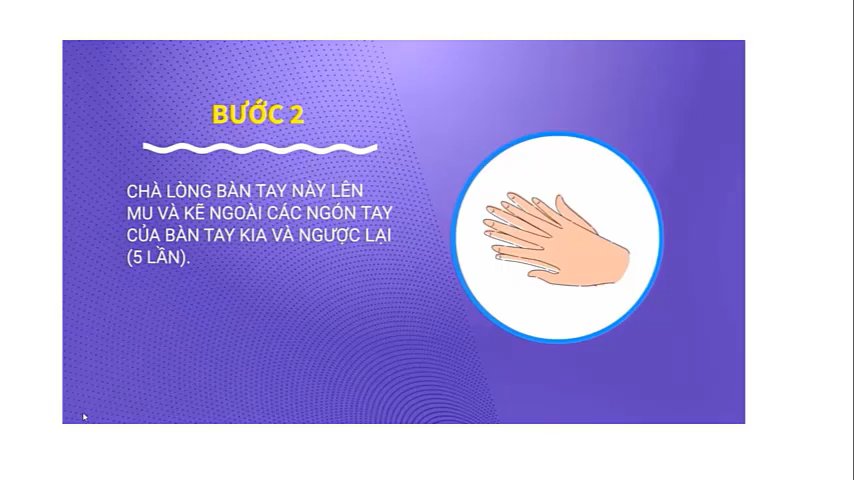 BƯỚC 2
CHÀ LÒNG BÀN TAY NÀY LÊN
MU VÀ KẼ NGOÀI CÁC NGÓN TAY
CỦA BÀN TAY KIA VÀ NGƯỢC LẠI
(5 LẦN).